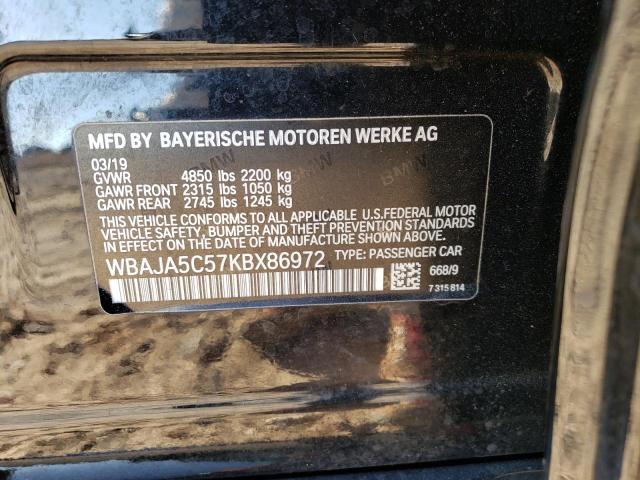 MFD BY BAYERISCHE MOTOREN WERKE AG
03/19
GVWR 4850 lbs 2200 kg
GAWR FRONT 2315 lbs 1050 kg
GAWR REAR 2745 lbs 1245 kg
THIS VEHICLE CONFORMS TO ALL APPLICABLE U.S.FEDERAL MOTOR
VEHICLE SAFETY, BUMPER AND THEFT PREVENTION STANDARDS
IN EFFECT ON THE DATE OF MANUFACTURE SHOWN ABOVE.
WBAJA5C57KBX86972 TYPE: PASSENGER CAR
668/9
7 315 814
BMW
BMW